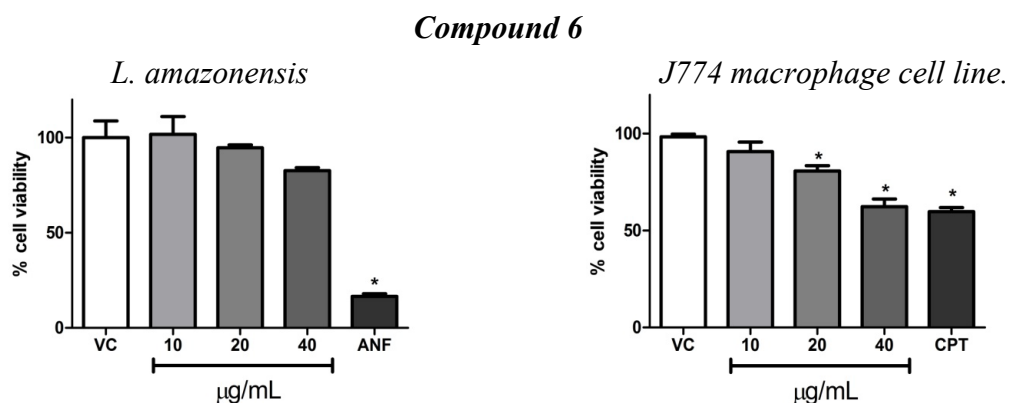 Compound 6
L. amazonensis
J774 macrophage cell line.
% cell viability
100
50
0
*
VC 10 20 40 ANF
µg/mL
% cell viability
100
50
0
* * *
VC 10 20 40 CPT
µg/mL